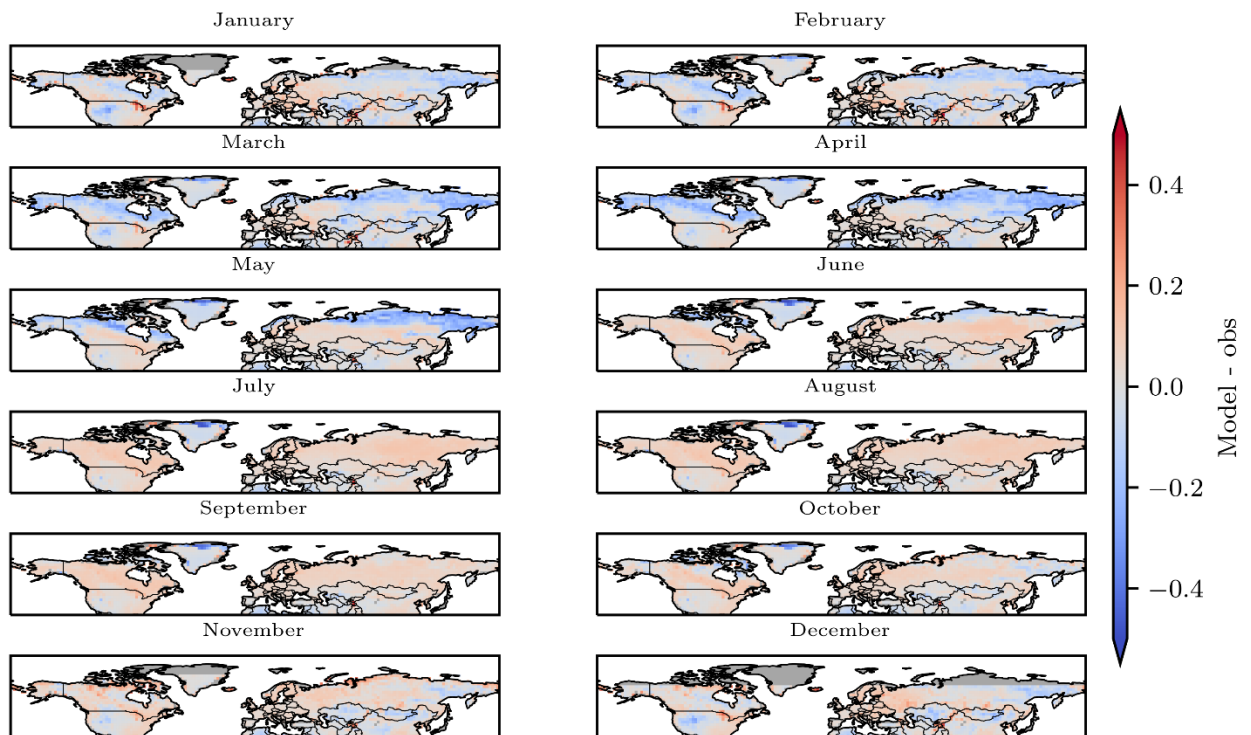 January
February
March
April
May
June
July
August
September
October
November
December
0.4
0.2
0.0
−0.2
−0.4
Model - obs